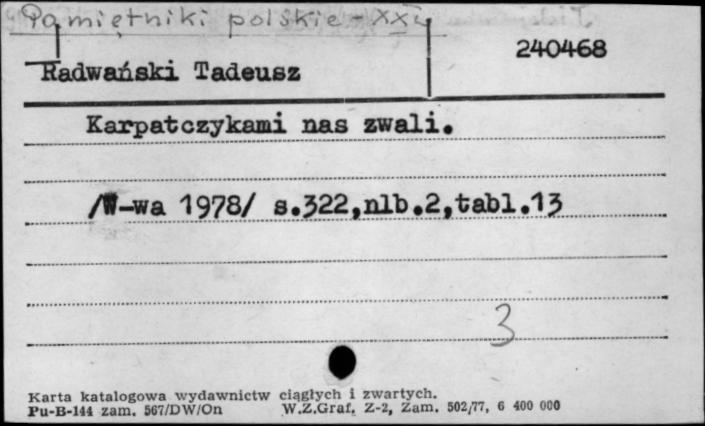 Pamiętniki polskie - XX w.
240468
Radwański Tadeusz
Karpatczykami nas zwali.
/W-wa 1978/ s.322,nlb.2,tabl.13
3
Karta katalogowa wydawnictw ciągłych i zwartych.
Pu-B-144 zam. 567/DW/On W.Z.Graf. Z-2, Zam. 502/77, 6 400 000